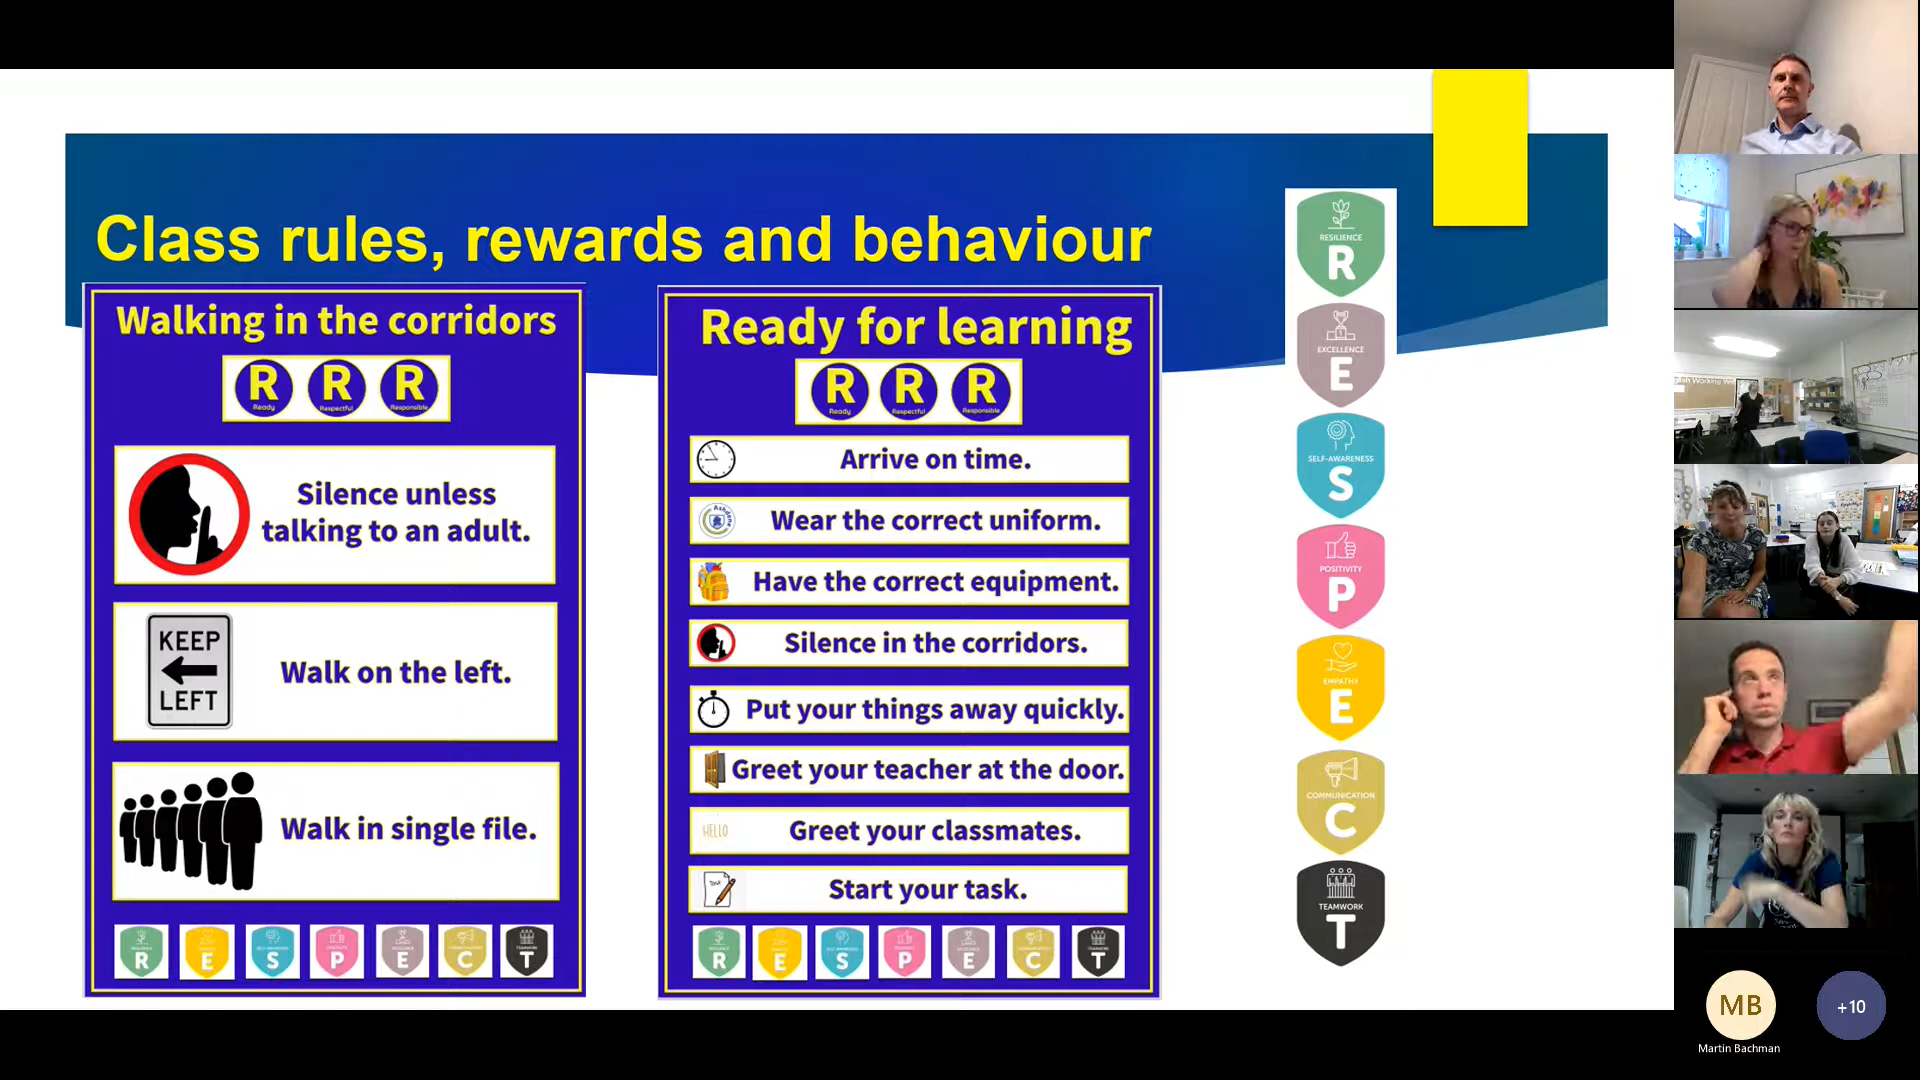 Class rules, rewards and behaviour
Walking in the corridors
R R R
Ready Respectful Responsible
Silence unless
talking to an adult.
KEEP
LEFT
Walk on the left.
Walk in single file.
R E S P E C T
Ready for learning
R R R
Ready Respectful Responsible
Arrive on time.
Wear the correct uniform.
Have the correct equipment.
Silence in the corridors.
Put your things away quickly.
Greet your teacher at the door.
HELLO
Greet your classmates.
Start your task.
R E S P E C T
RESILIENCE
R
EXCELLENCE
E
SELF-AWARENESS
S
POSITIVITY
P
EMPATHY
E
COMMUNICATION
C
TEAMWORK
T
MB
+10
Martin Bachman